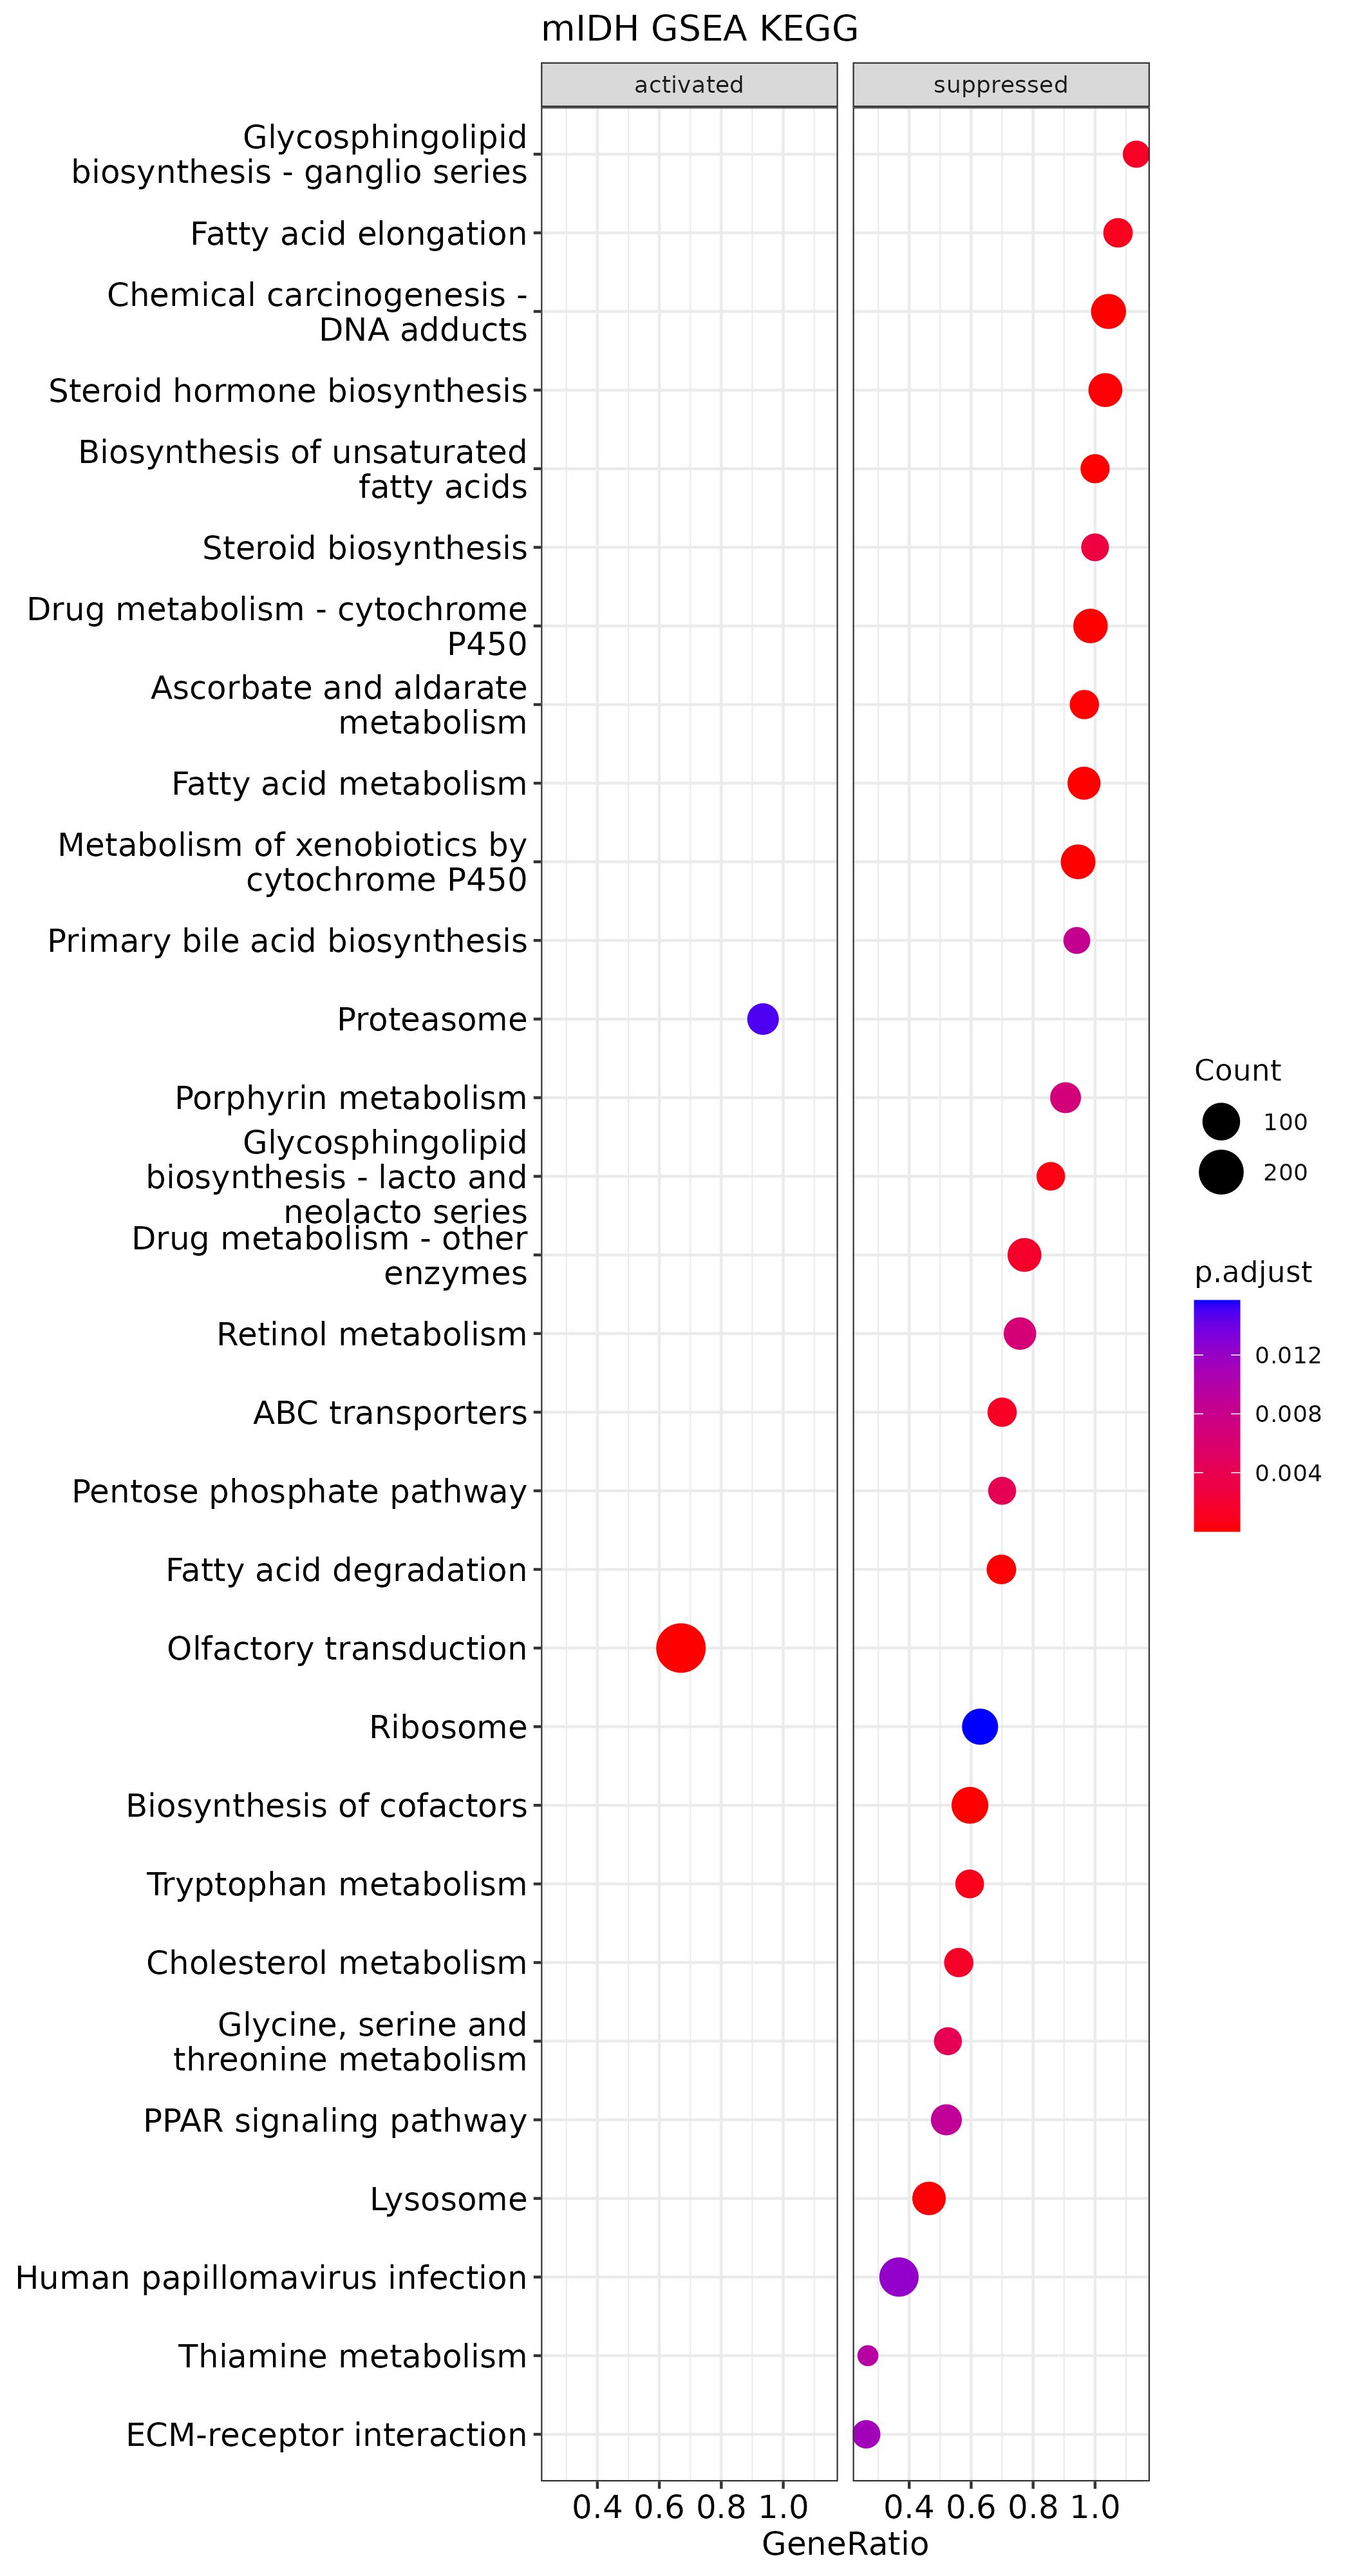 mIDH GSEA KEGG
activated
suppressed
Glycosphingolipid
biosynthesis - ganglio series
Fatty acid elongation
Chemical carcinogenesis -
DNA adducts
Steroid hormone biosynthesis
Biosynthesis of unsaturated
fatty acids
Steroid biosynthesis
Drug metabolism - cytochrome
P450
Ascorbate and aldarate
metabolism
Fatty acid metabolism
Metabolism of xenobiotics by
cytochrome P450
Primary bile acid biosynthesis
Proteasome
Porphyrin metabolism
Glycosphingolipid
biosynthesis - lacto and
neolacto series
Drug metabolism - other
enzymes
Retinol metabolism
ABC transporters
Pentose phosphate pathway
Fatty acid degradation
Olfactory transduction
Ribosome
Biosynthesis of cofactors
Tryptophan metabolism
Cholesterol metabolism
Glycine, serine and
threonine metabolism
PPAR signaling pathway
Lysosome
Human papillomavirus infection
Thiamine metabolism
ECM-receptor interaction
0.4 0.6 0.8 1.0
0.4 0.6 0.8 1.0
GeneRatio
Count
100
200
p.adjust
0.012
0.008
0.004